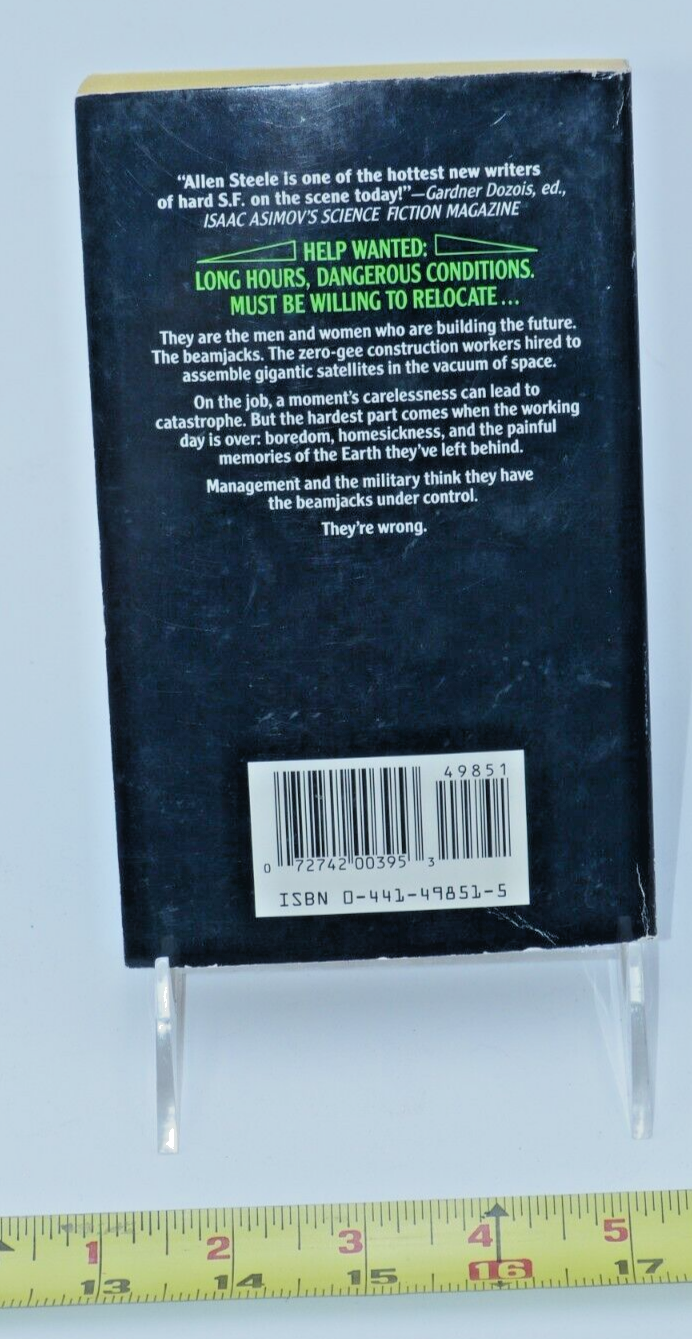 "Allen Steele is one of the hottest new writers
of hard S.F. on the scene today!"—Gardner Dozois, ed.,
ISAAC ASIMOV'S SCIENCE FICTION MAGAZINE
HELP WANTED:
LONG HOURS, DANGEROUS CONDITIONS.
MUST BE WILLING TO RELOCATE...
They are the men and women who are building the future.
The beamjacks. The zero-gee construction workers hired to
assemble gigantic satellites in the vacuum of space.
On the job, a moment's carelessness can lead to
catastrophe. But the hardest part comes when the working
day is over: boredom, homesickness, and the painful
memories of the Earth they've left behind.
Management and the military think they have
the beamjacks under control.
They're wrong.
49851
0 72742 00395 3
ISBN 0-441-49851-5
1 2 3 4 5
13 14 15 16 17